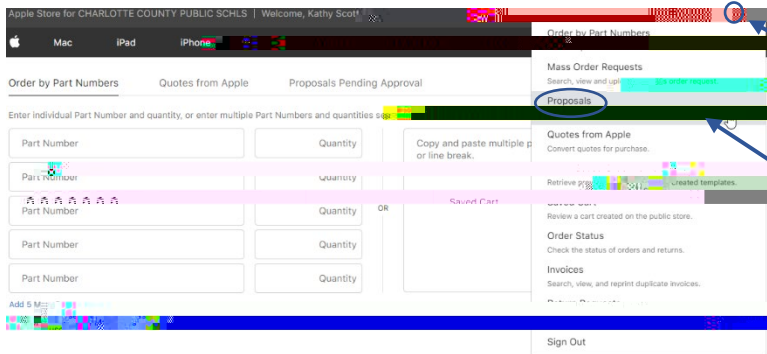 Apple Store for CHARLOTTE COUNTY PUBLIC SCHLS | Welcome, Kathy Scott
Mac iPad iPhone
Order by Part Numbers Quotes from Apple Proposals Pending Approval
Enter individual Part Number and quantity, or enter multiple Part Numbers and quantities
Part Number Quantity
Part Number Quantity
Part Number Quantity
Part Number Quantity
Part Number Quantity
OR
Copy and paste multiple
or line break.
Saved Cart
Add 5
Order by Part Numbers
Mass Order Requests
Search, view and order request.
Proposals
Quotes from Apple
Convert quotes for purchase.
Retrieve created templates.
Saved Cart
Review a cart created on the public store.
Order Status
Check the status of orders and returns.
Invoices
Search, view, and reprint duplicate invoices.
Return Requests
Sign Out